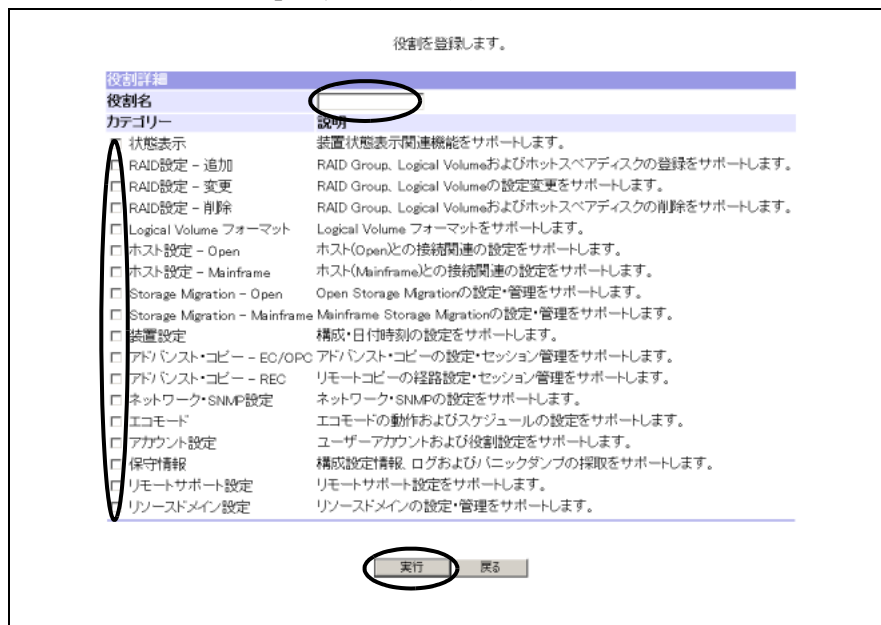 役割を登録します。
役割詳細
役割名
カテゴリー 説明
状態表示 装置状態表示関連機能をサポートします。
RAID設定 - 追加 RAID Group、Logical Volumeおよびホットスペアディスクの登録をサポートします。
RAID設定 - 変更 RAID Group、Logical Volumeの設定変更をサポートします。
RAID設定 - 削除 RAID Group、Logical Volumeおよびホットスペアディスクの削除をサポートします。
Logical Volume フォーマット Logical Volume フォーマットをサポートします。
ホスト設定 - Open ホスト(Open)との接続関連の設定をサポートします。
ホスト設定 - Mainframe ホスト(Mainframe)との接続関連の設定をサポートします。
Storage Migration - Open Open Storage Migrationの設定・管理をサポートします。
Storage Migration - Mainframe Mainframe Storage Migrationの設定・管理をサポートします。
装置設定 構成・日付時刻の設定をサポートします。
アドバンスト・コピー - EC/OPC アドバンスト・コピーの設定・セッション管理をサポートします。
アドバンスト・コピー - REC リモートコピーの経路設定・セッション管理をサポートします。
ネットワーク・SNMP設定 ネットワーク・SNMPの設定をサポートします。
エコモード エコモードの動作およびスケジュールの設定をサポートします。
アカウント設定 ユーザーアカウントおよび役割設定をサポートします。
保守情報 構成設定情報、ログおよびパニックダンプの採取をサポートします。
リモートサポート設定 リモートサポート設定をサポートします。
リソースドメイン設定 リソースドメインの設定・管理をサポートします。
実行 戻る